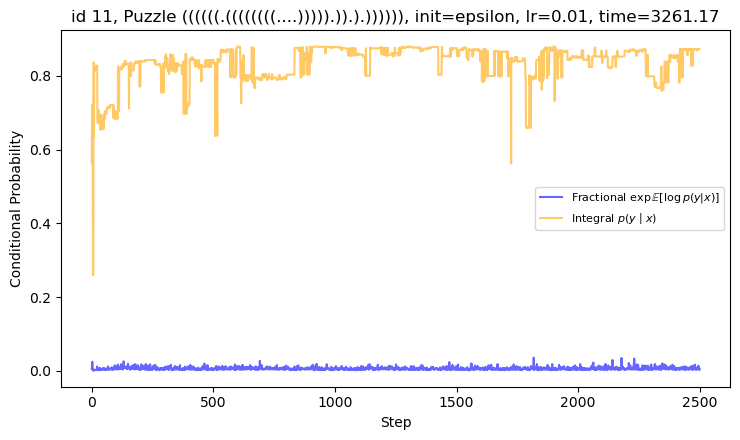 id 11, Puzzle ((((((.((((((((....))))).)).).)))))), init=epsilon, lr=0.01, time=3261.17
Conditional Probability
0.8
0.6
0.4
0.2
0.0
Fractional exp𝔼[log p(y|x)]
Integral p(y | x)
0 500 1000 1500 2000 2500
Step